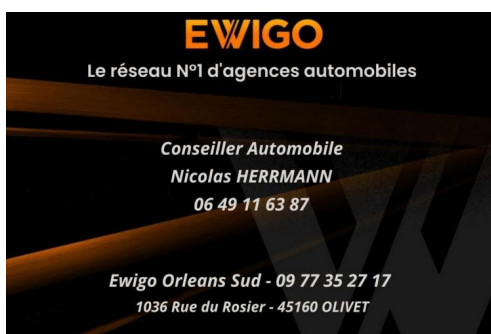 EWIGO
Le réseau N°1 d'agences automobiles
Conseiller Automobile
Nicolas HERRMANN
06 49 11 63 87
Ewigo Orleans Sud - 09 77 35 27 17
1036 Rue du Rosier - 45160 OLIVET